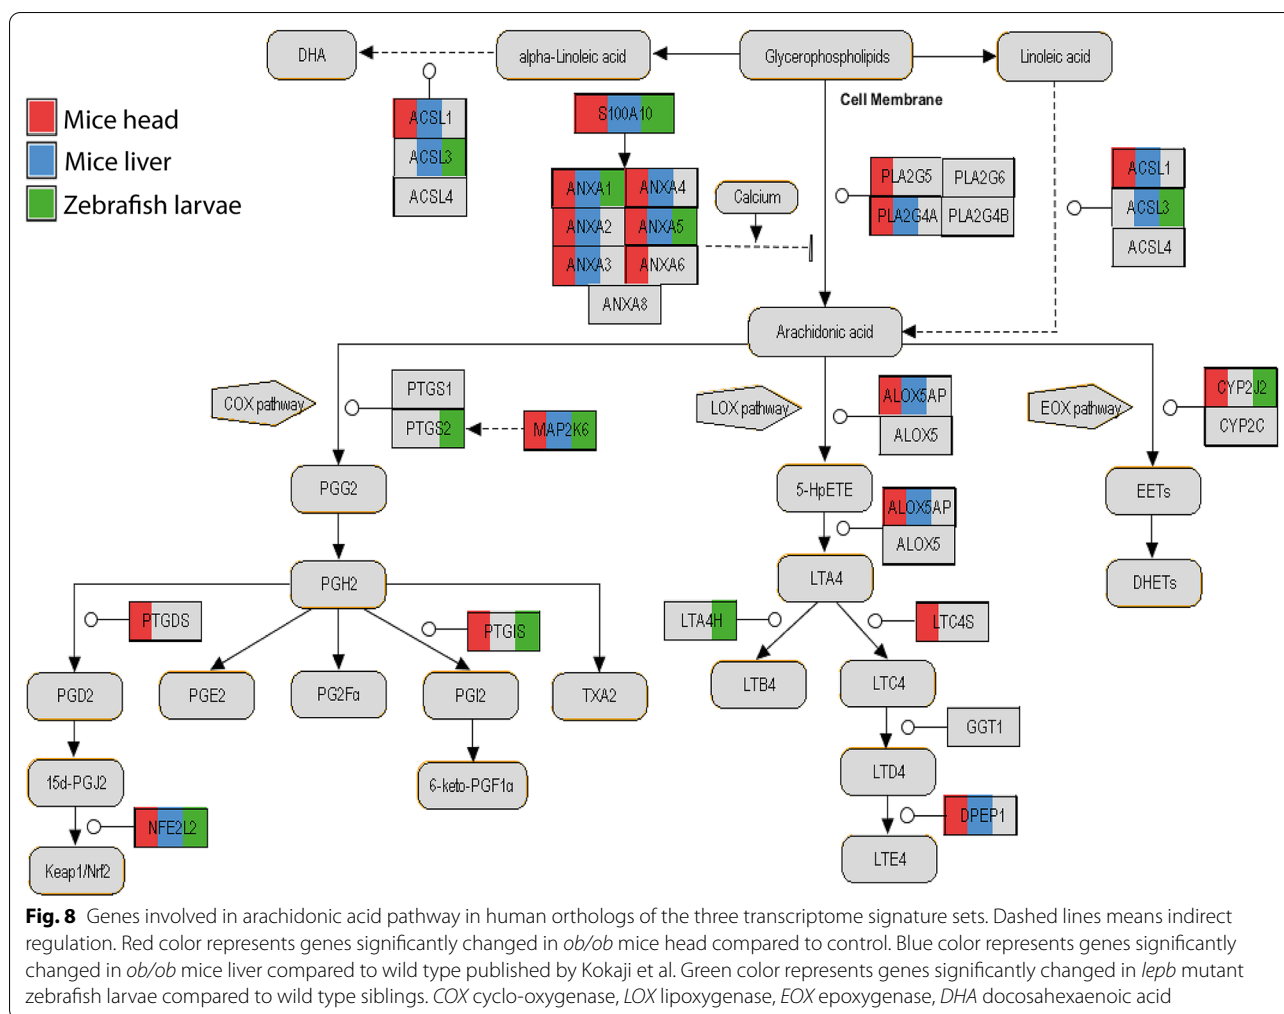 DHA
alpha-Linoleic acid
Glycerophospholipids
Linoleic acid
Cell Membrane
Mice head
Mice liver
Zebrafish larvae
ACSL1
ACSL3
ACSL4
S100A10
ANXA1 ANXA4
ANXA2 ANXA5
ANXA3 ANXA6
ANXA8
Calcium
PLA2G5 PLA2G6
PLA2G4A PLA2G4B
ACSL1
ACSL3
ACSL4
Arachidonic acid
COX pathway
PTGS1
PTGS2
MAP2K6
LOX pathway
ALOX5AP
ALOX5
EOX pathway
CYP2J2
CYP2C
PGG2
5-HpETE
EETs
ALOX5AP
ALOX5
PGH2
LTA4
DHETs
PTGDS
PTGIS
LTA4H
LTC4S
PGD2
PGE2
PG2Fα
PGI2
TXA2
LTB4
LTC4
GGT1
15d-PGJ2
6-keto-PGF1α
LTD4
NFE2L2
DPEP1
Keap1/Nrf2
LTE4
Fig. 8 Genes involved in arachidonic acid pathway in human orthologs of the three transcriptome signature sets. Dashed lines means indirect
regulation. Red color represents genes significantly changed in ob/ob mice head compared to control. Blue color represents genes significantly
changed in ob/ob mice liver compared to wild type published by Kokaji et al. Green color represents genes significantly changed in lepb mutant
zebrafish larvae compared to wild type siblings. COX cyclo-oxygenase, LOX lipoxygenase, EOX epoxygenase, DHA docosahexaenoic acid